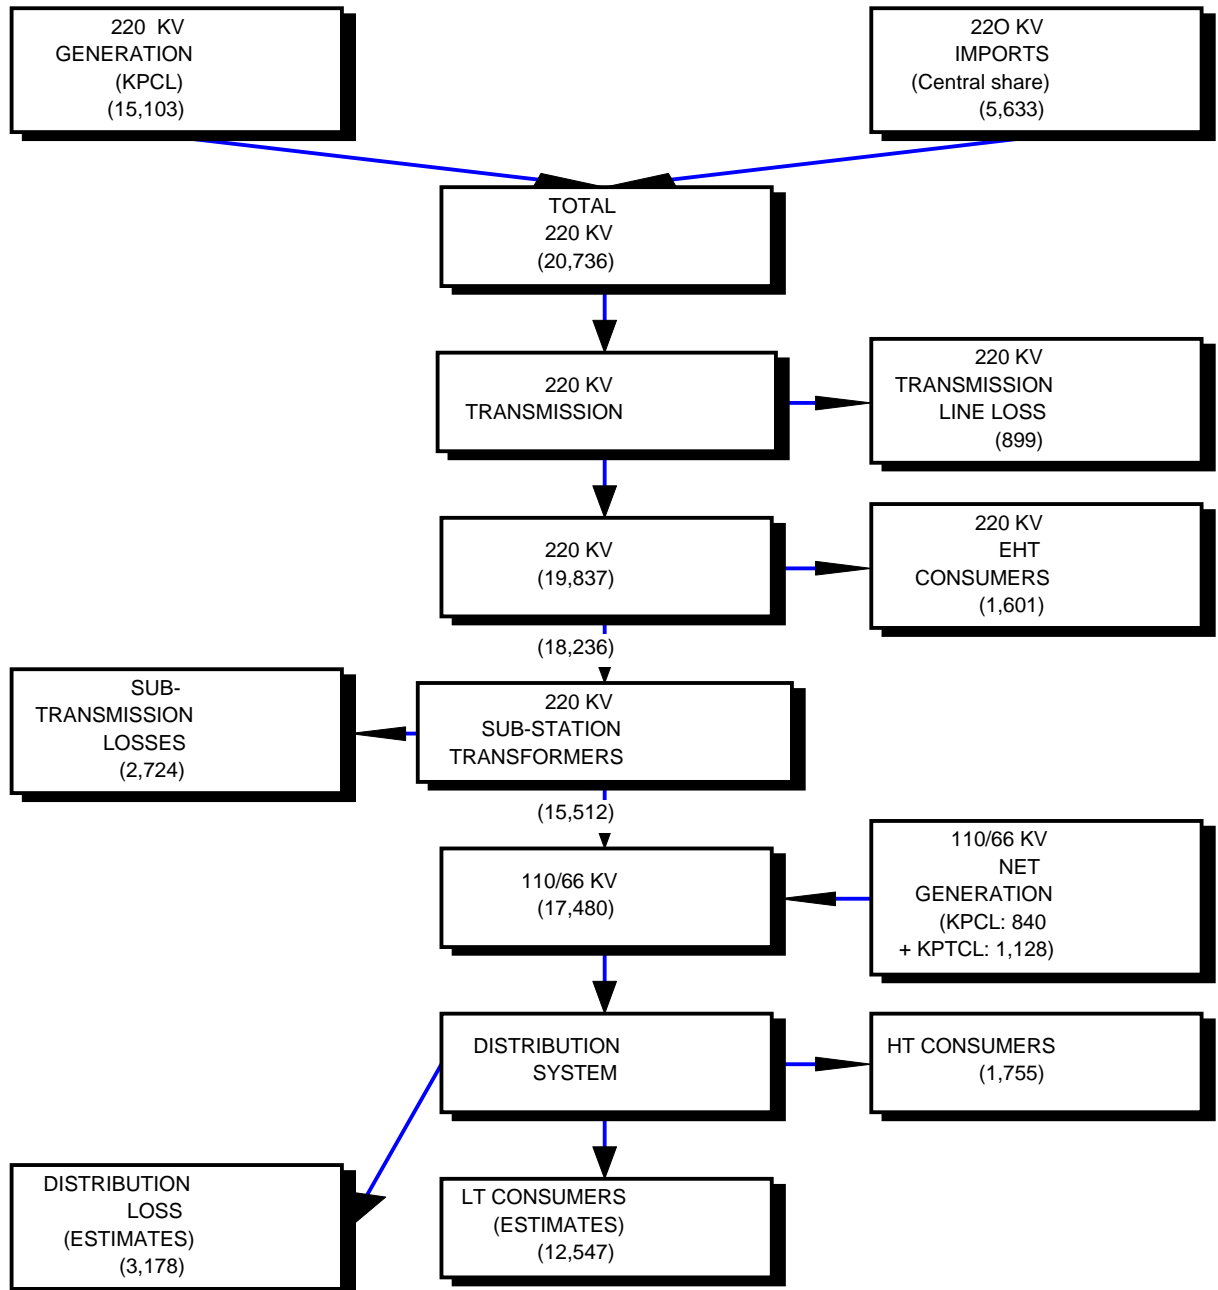 220  KV
GENERATION
(KPCL)
(15,103)
22O KV
IMPORTS
(Central share)
(5,633)
TOTAL
220 KV
(20,736)
220 KV
TRANSMISSION
220 KV
TRANSMISSION
LINE LOSS
(899)
220 KV
(19,837)
220 KV
EHT
CONSUMERS
(1,601)
(18,236)
SUB-
TRANSMISSION
LOSSES
(2,724)
220 KV
SUB-STATION
TRANSFORMERS
(15,512)
110/66 KV
(17,480)
110/66 KV
NET
GENERATION
(KPCL: 840
+ KPTCL: 1,128)
DISTRIBUTION
SYSTEM
HT CONSUMERS
(1,755)
DISTRIBUTION
LOSS
(ESTIMATES)
(3,178)
LT CONSUMERS
(ESTIMATES)
(12,547)